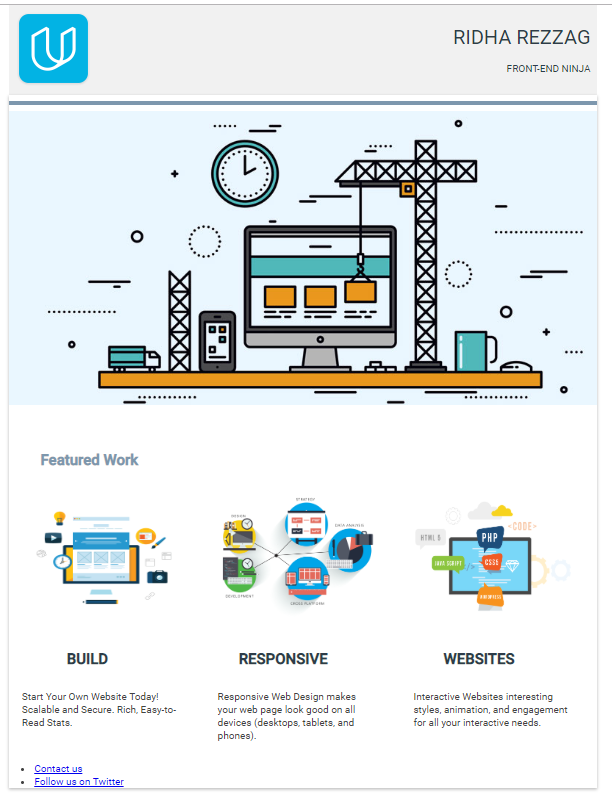 RIDHA REZZAG
FRONT-END NINJA
Featured Work
STRATEGY
DESIGN
DATA ANALYSIS
DEVELOPMENT
CROSS PLATFORM
<CODE>
HTML 5
PHP
JAVA SCRIPT
CSS
WORDPRESS
BUILD
RESPONSIVE
WEBSITES
Start Your Own Website Today!
Scalable and Secure. Rich, Easy-to-
Read Stats.
Responsive Web Design makes
your web page look good on all
devices (desktops, tablets, and
phones).
Interactive Websites interesting
styles, animation, and engagement
for all your interactive needs.
Contact us
Follow us on Twitter